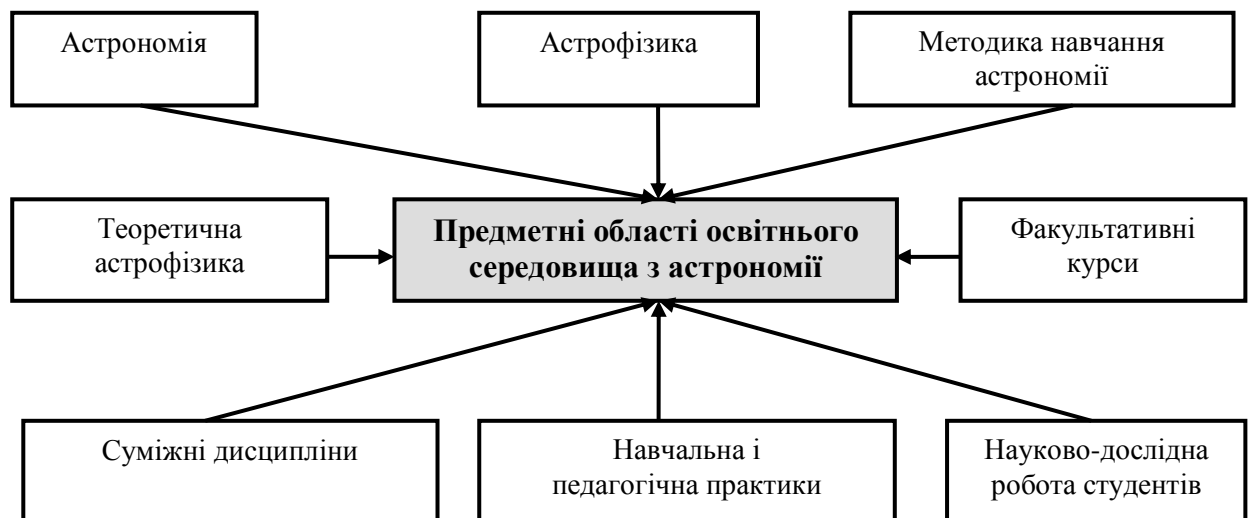 Астрономія
Астрофізика
Методика навчання
астрономії
Теоретична
астрофізика
Предметні області освітнього
середовища з астрономії
Факультативні
курси
Суміжні дисципліни
Навчальна і
педагогічна практики
Науково-дослідна
робота студентів